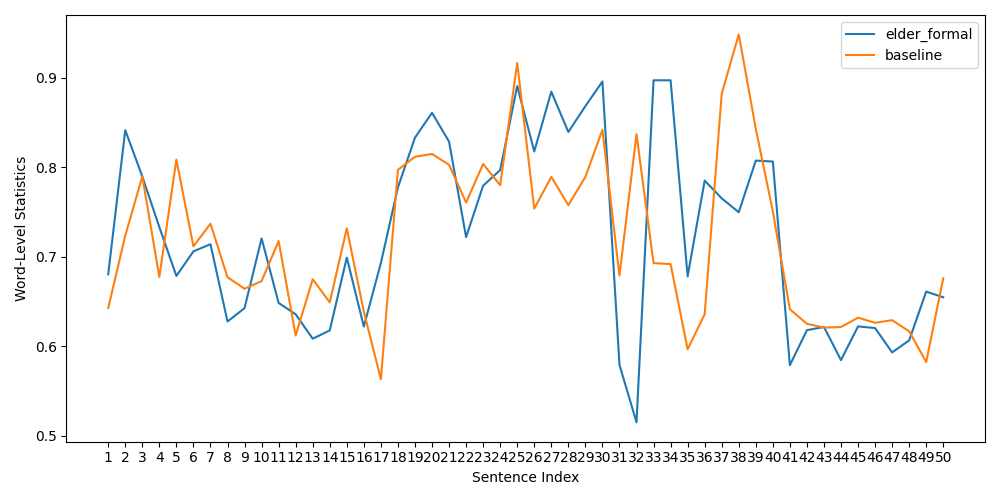 elder_formal
baseline
Word-Level Statistics
0.9
0.8
0.7
0.6
0.5
1 2 3 4 5 6 7 8 9 10 11 12 13 14 15 16 17 18 19 20 21 22 23 24 25 26 27 28 29 30 31 32 33 34 35 36 37 38 39 40 41 42 43 44 45 46 47 48 49 50
Sentence Index